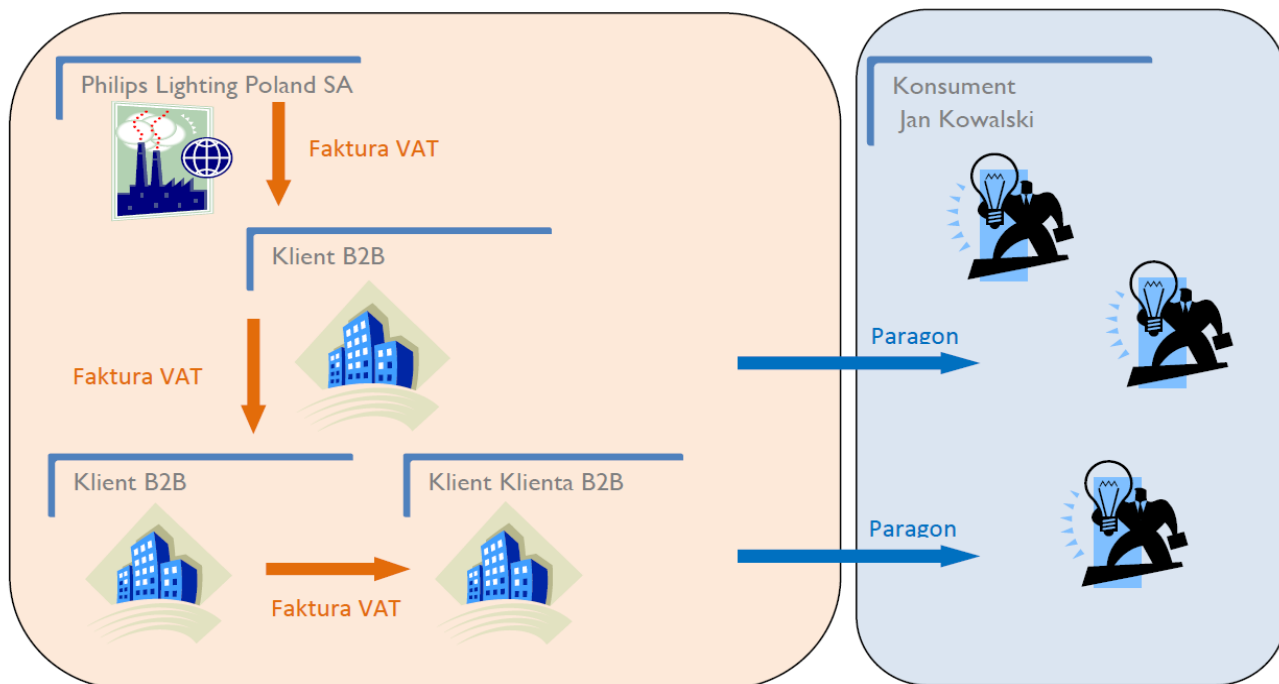 Philips Lighting Poland SA
Faktura VAT
Klient B2B
Faktura VAT
Klient B2B
Klient Klienta B2B
Faktura VAT
Konsument
Jan Kowalski
Paragon
Paragon